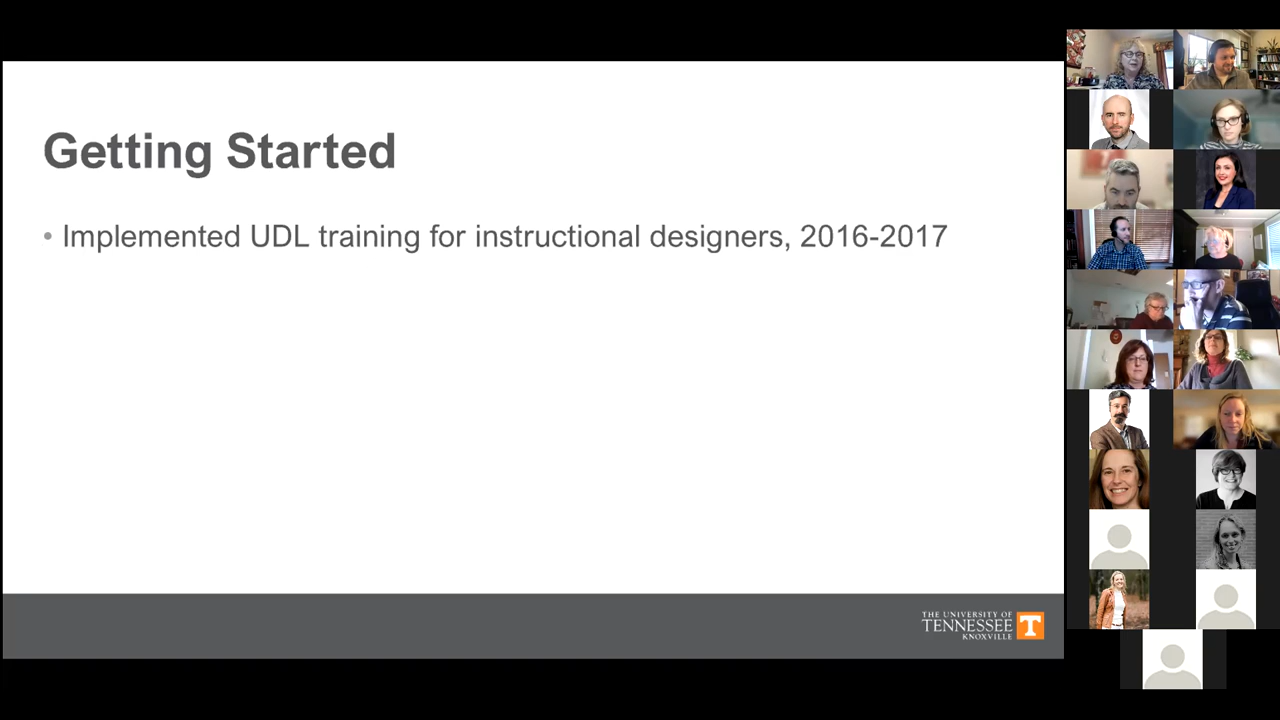 Getting Started
• Implemented UDL training for instructional designers, 2016-2017
THE UNIVERSITY OF
TENNESSEE
KNOXVILLE
T